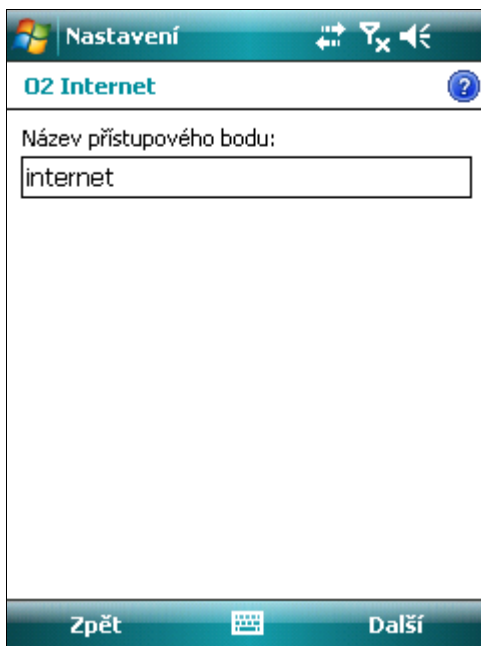 Nastavení
O2 Internet
Název přístupového bodu:
internet
Zpět
Další